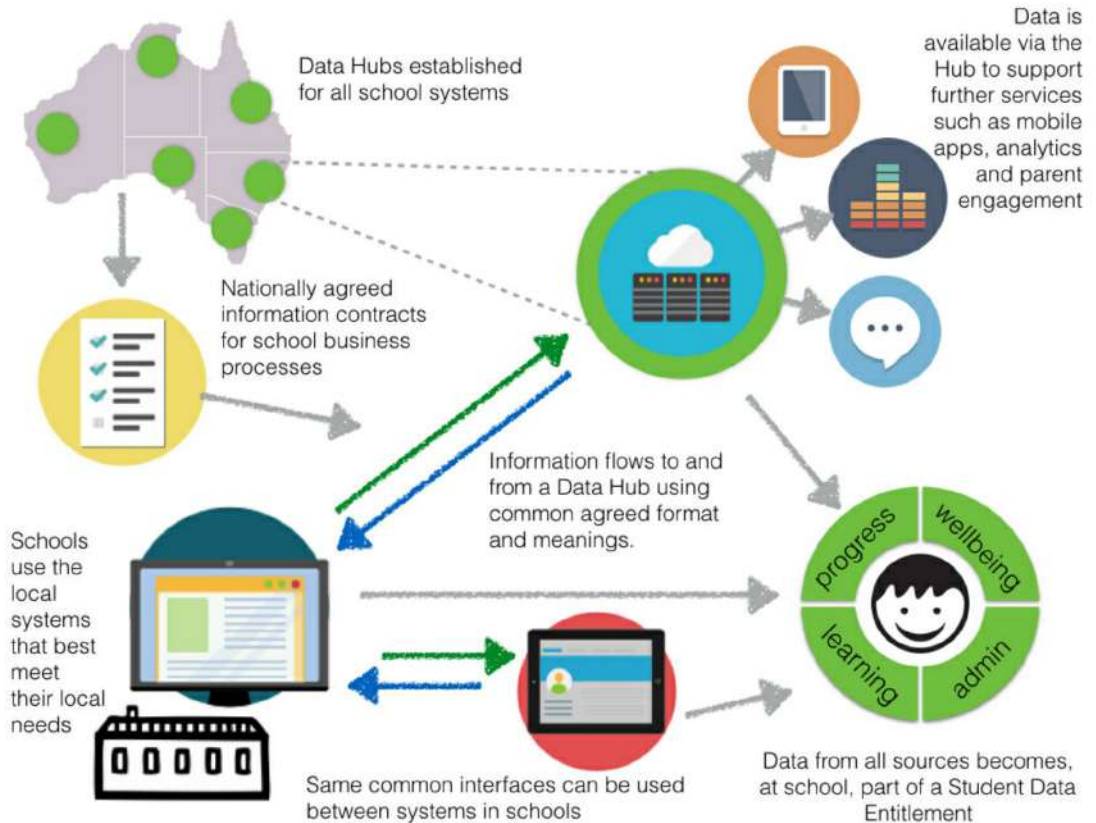 Data Hubs established
for all school systems
Data is
available via the
Hub to support
further services
such as mobile
apps, analytics
and parent
engagement
Nationally agreed
information contracts
for school business
processes
Information flows to and
from a Data Hub using
common agreed format
and meanings.
Schools
use the
local
systems
that best
meet
their local
needs
progress
wellbeing
learning
admin
Same common interfaces can be used
between systems in schools
Data from all sources becomes,
at school, part of a Student Data
Entitlement